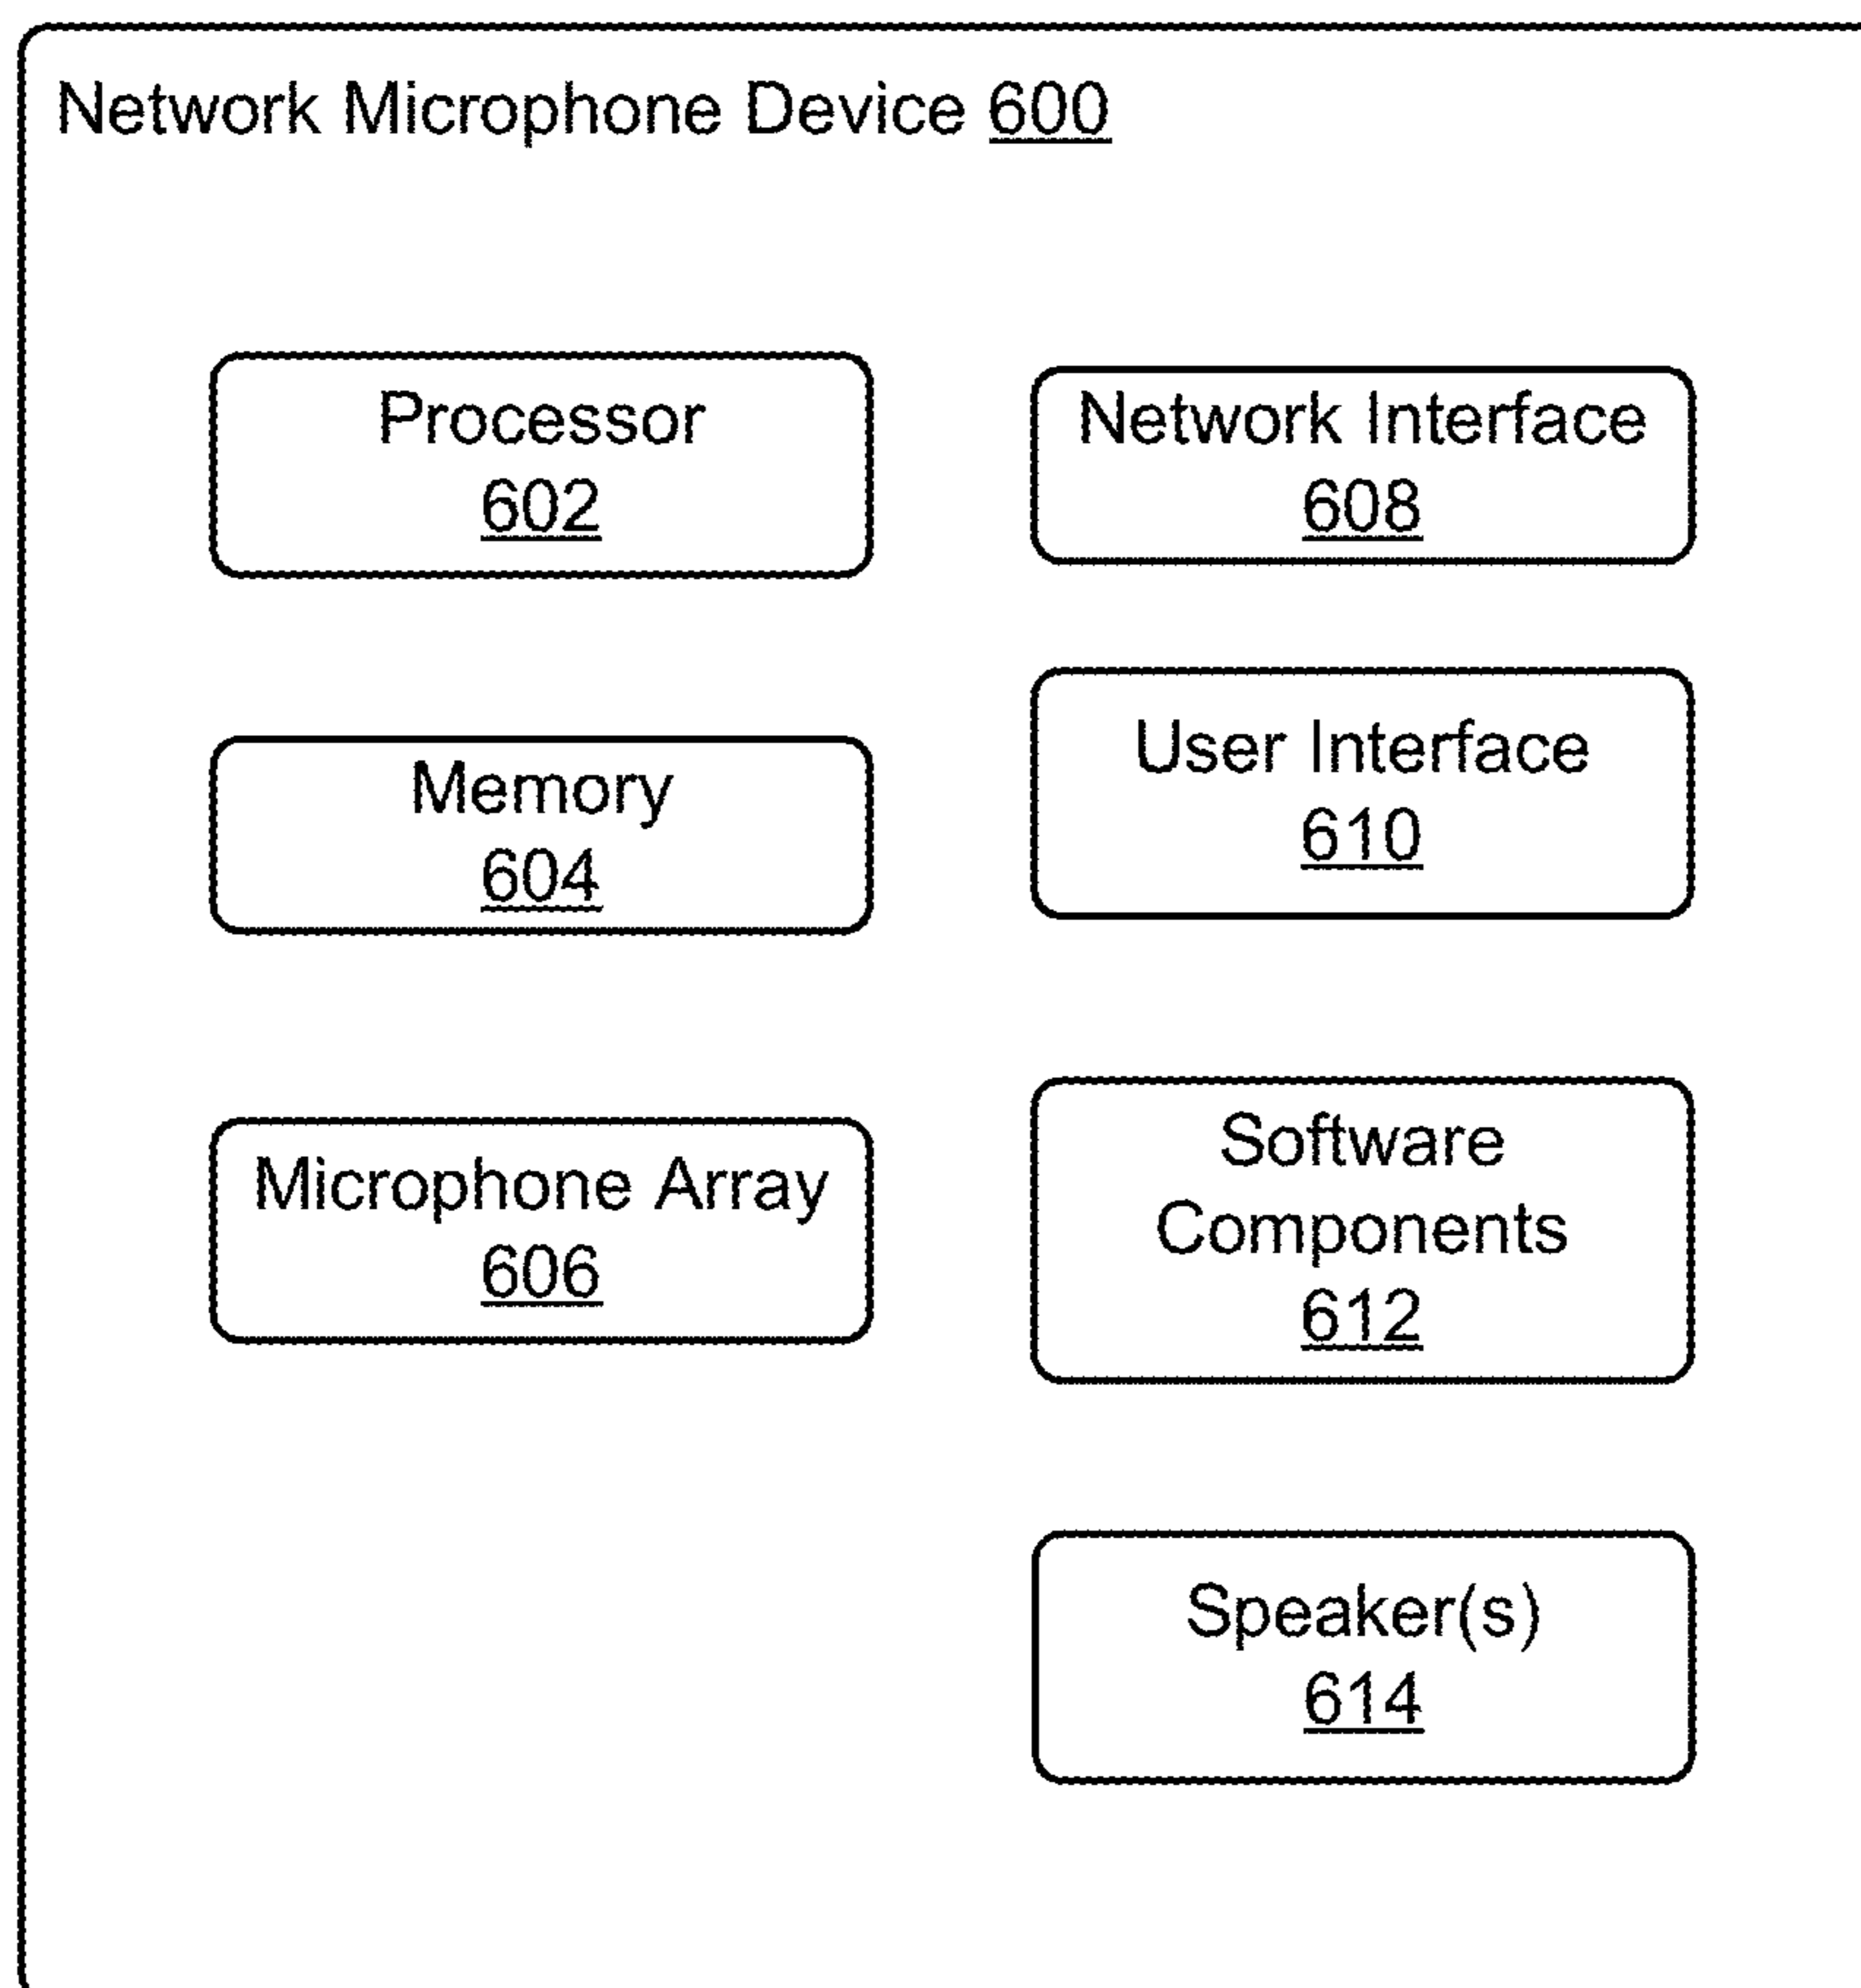 Network Microphone Device 600
Processor
602
Memory
604
Microphone Array
606
Network Interface
608
User Interface
610
Software
Components
612
Speaker(s)
614